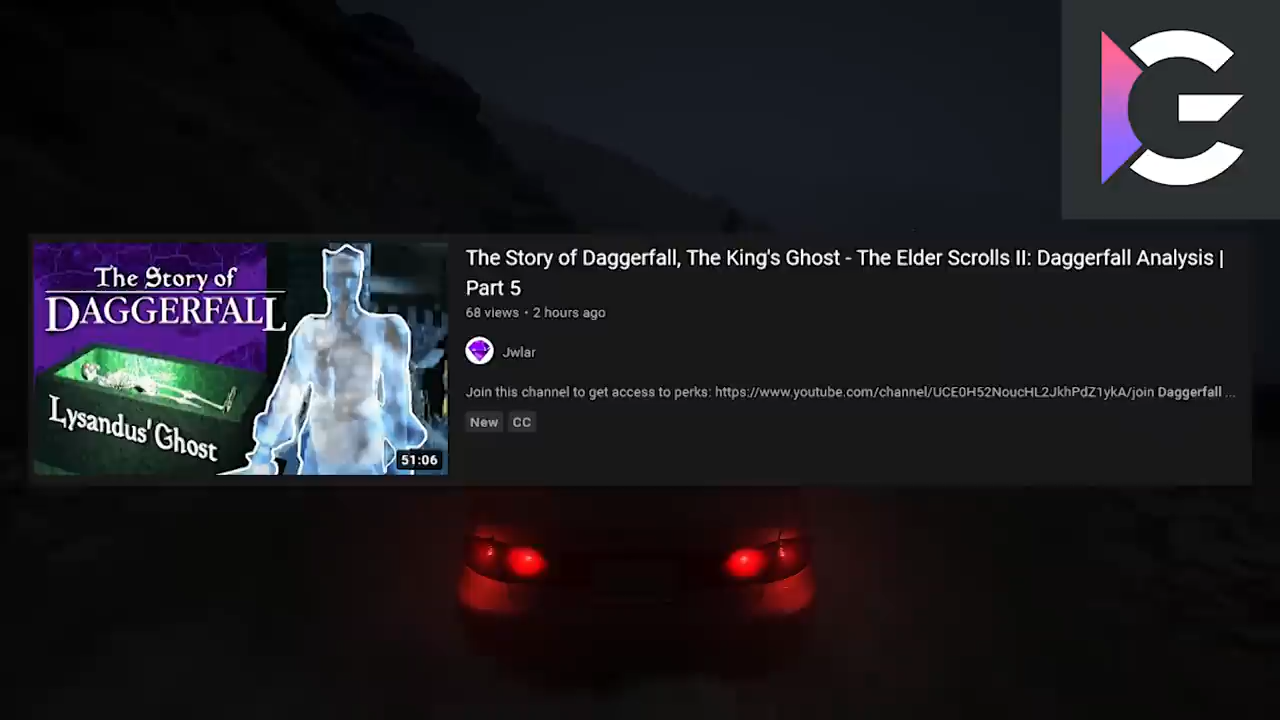 The Story of
DAGGERFALL
Lysandus' Ghost
51:06
The Story of Daggerfall, The King's Ghost - The Elder Scrolls II: Daggerfall Analysis |
Part 5
68 views • 2 hours ago
Jwlar
Join this channel to get access to perks: https://www.youtube.com/channel/UCE0H52NoucHL2JkhPdZ1ykA/join Daggerfall ...
New CC